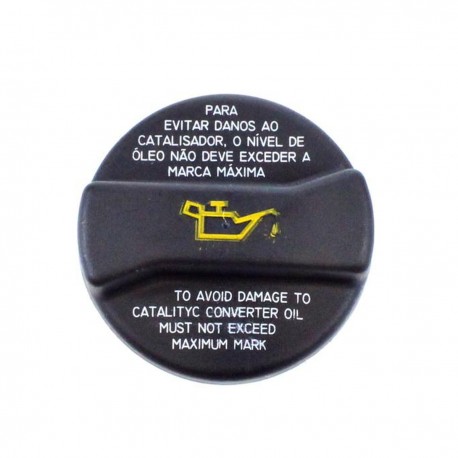 PARA
EVITAR DANOS AO
CATALISADOR, O NÍVEL DE
ÓLEO NÃO DEVE EXCEDER A
MARCA MÁXIMA
TO AVOID DAMAGE TO
CATALITYC CONVERTER OIL
MUST NOT EXCEED
MAXIMUM MARK